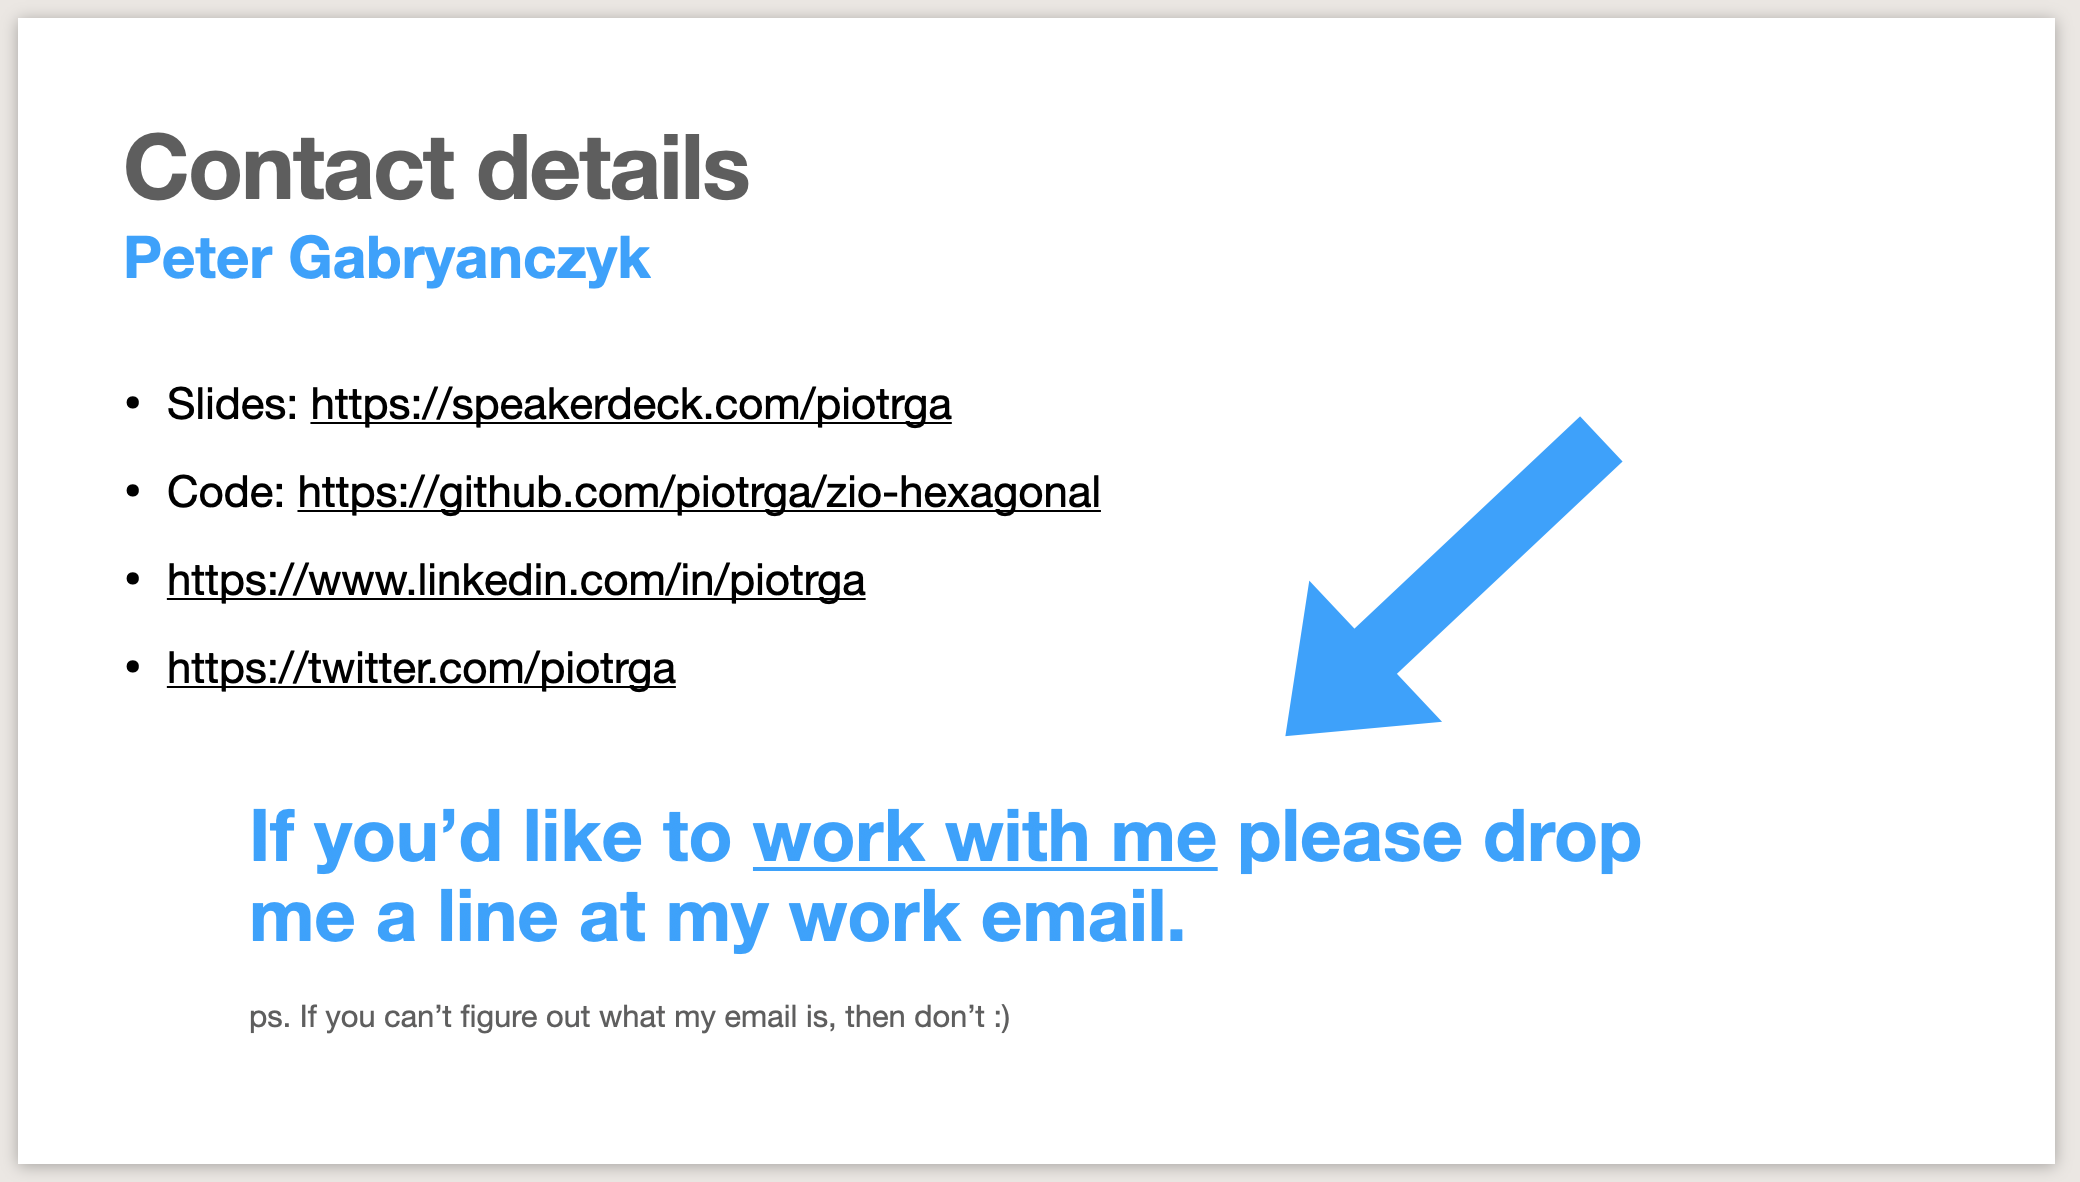 Contact details
Peter Gabryanczyk
• Slides: https://speakerdeck.com/piotrga
• Code: https://github.com/piotrga/zio-hexagonal
• https://www.linkedin.com/in/piotrga
• https://twitter.com/piotrga
If you’d like to work with me please drop
me a line at my work email.
ps. If you can’t figure out what my email is, then don’t :)